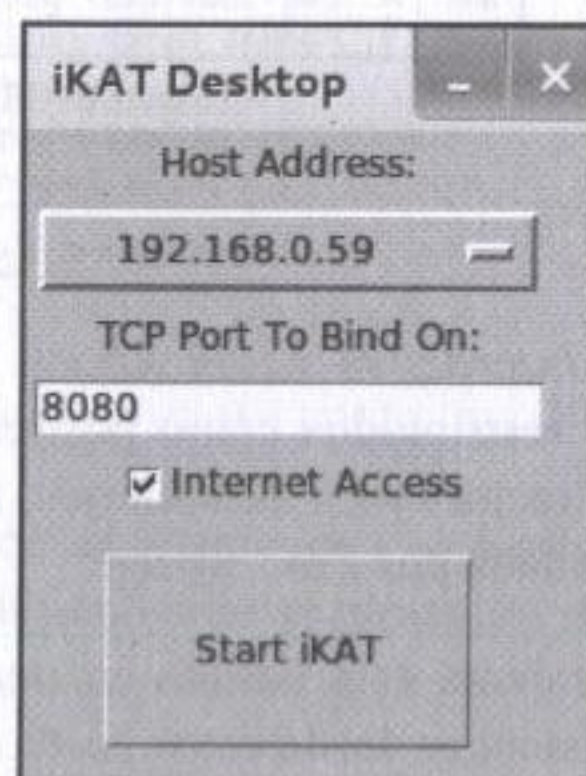 iKAT Desktop
Host Address:
192.168.0.59
TCP Port To Bind On:
8080
Internet Access
Start iKAT